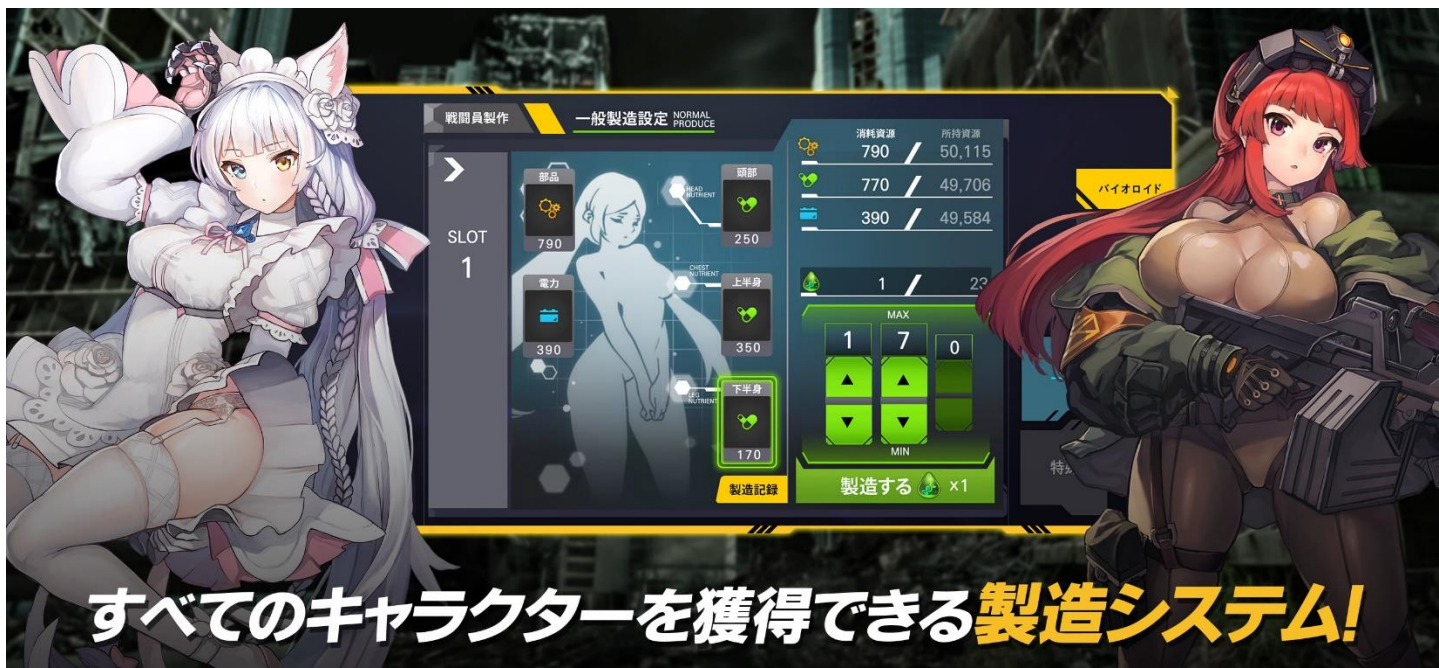 戦闘員製作
一般製造設定 NORMAL PRODUCE
SLOT
1
部品
790
電力
390
HEAD NUTRIENT
頭部
250
CHEST NUTRIENT
上半身
350
LEG NUTRIENT
下半身
170
製造記録
消耗資源 所持資源
790 / 50,115
770 / 49,706
390 / 49,584
1 / 23
MAX
1 7 0
MIN
製造する x1
バイオロイド
すべてのキャラクターを獲得できる製造システム!